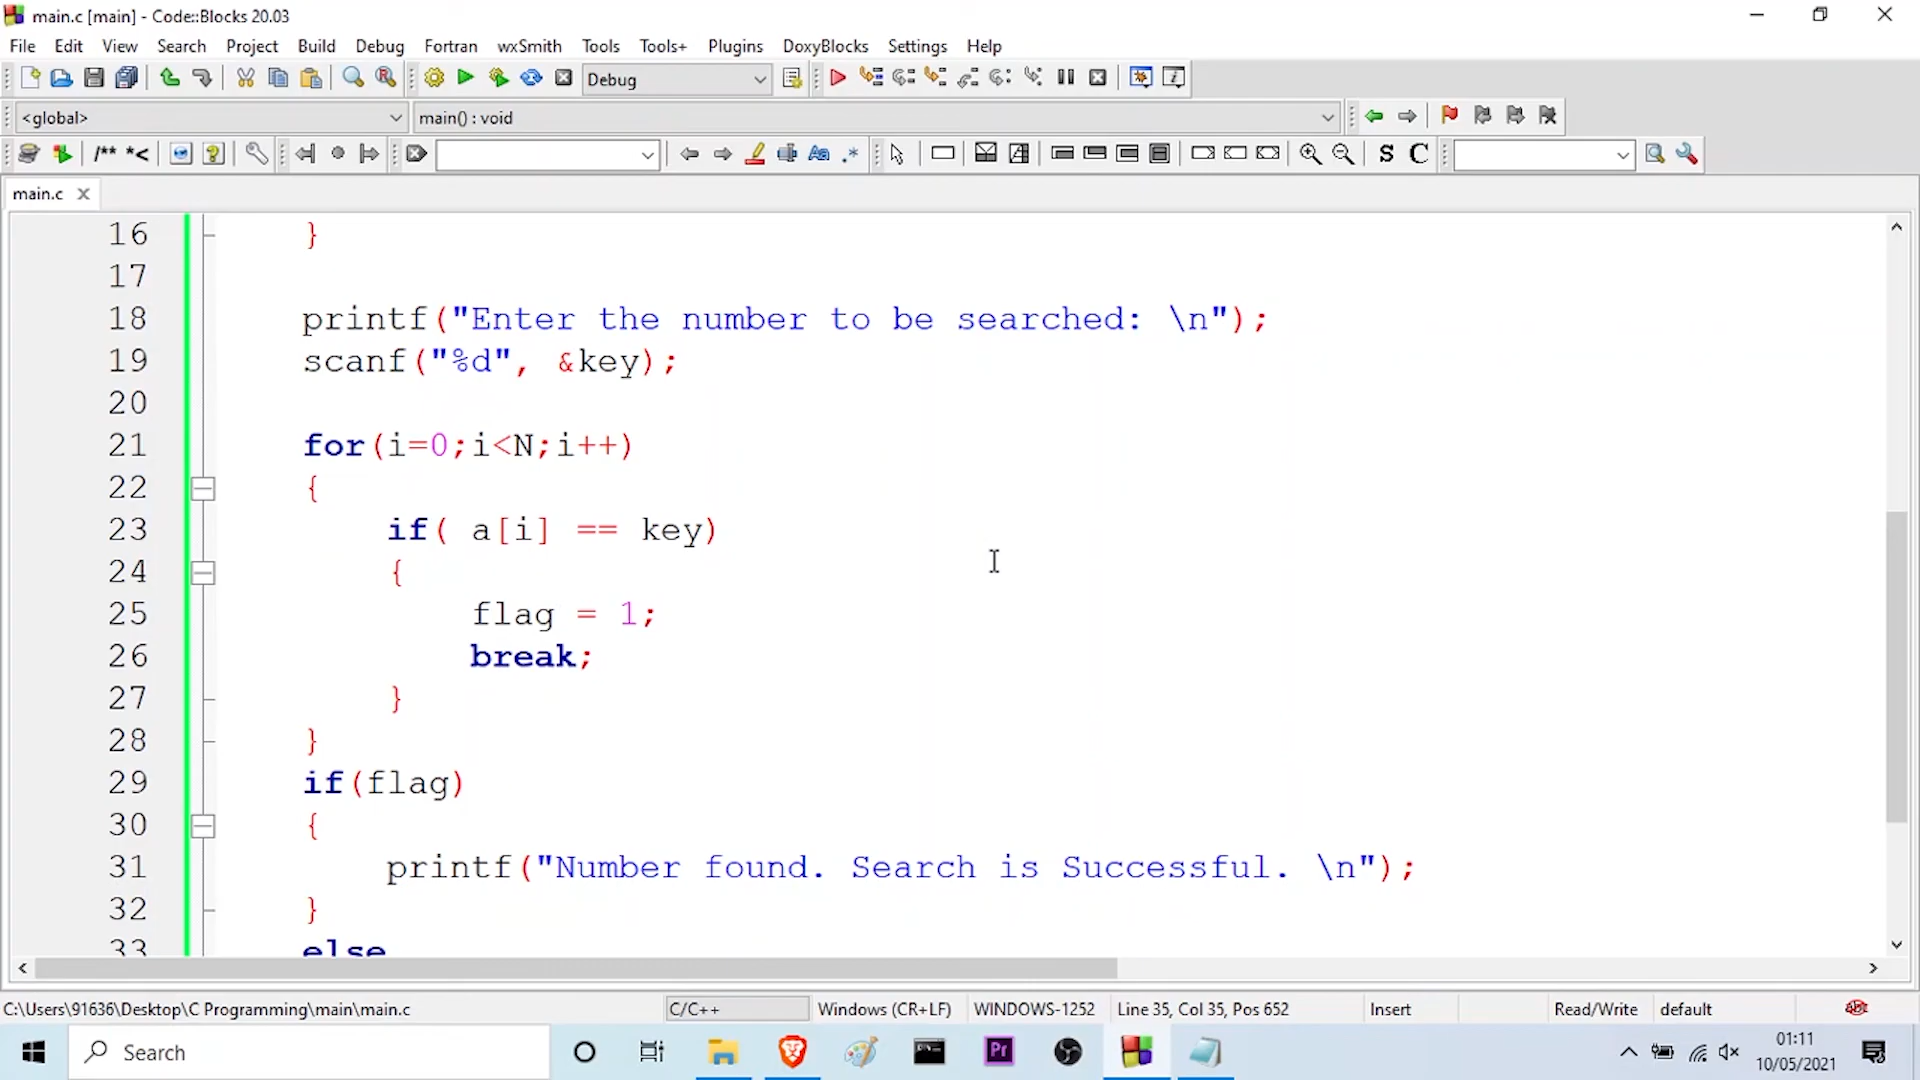 main.c [main] - Code::Blocks 20.03
File Edit View Search Project Build Debug Fortran wxSmith Tools Tools+ Plugins DoxyBlocks Settings Help
Debug
<global> main() : void
/** *< Aa .* S C
main.c
16 }
17
18 printf("Enter the number to be searched: \n");
19 scanf("%d", &key);
20
21 for(i=0;i<N;i++)
22 {
23 if( a[i] == key)
24 {
25 flag = 1;
26 break;
27 }
28 }
29 if(flag)
30 {
31 printf("Number found. Search is Successful. \n");
32 }
33 else
C:\Users\91636\Desktop\C Programming\main\main.c C/C++ Windows (CR+LF) WINDOWS-1252 Line 35, Col 35, Pos 652 Insert Read/Write default
Search Pr 01:11
10/05/2021